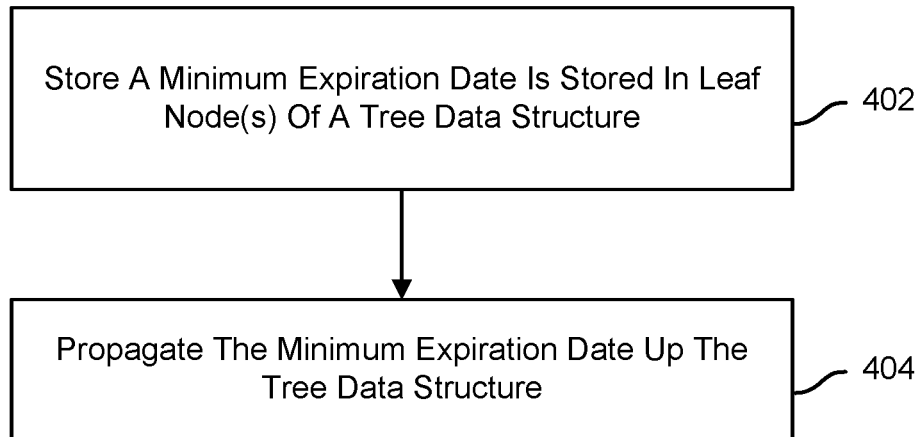 Store A Minimum Expiration Date Is Stored In Leaf
Node(s) Of A Tree Data Structure
402
Propagate The Minimum Expiration Date Up The
Tree Data Structure
404